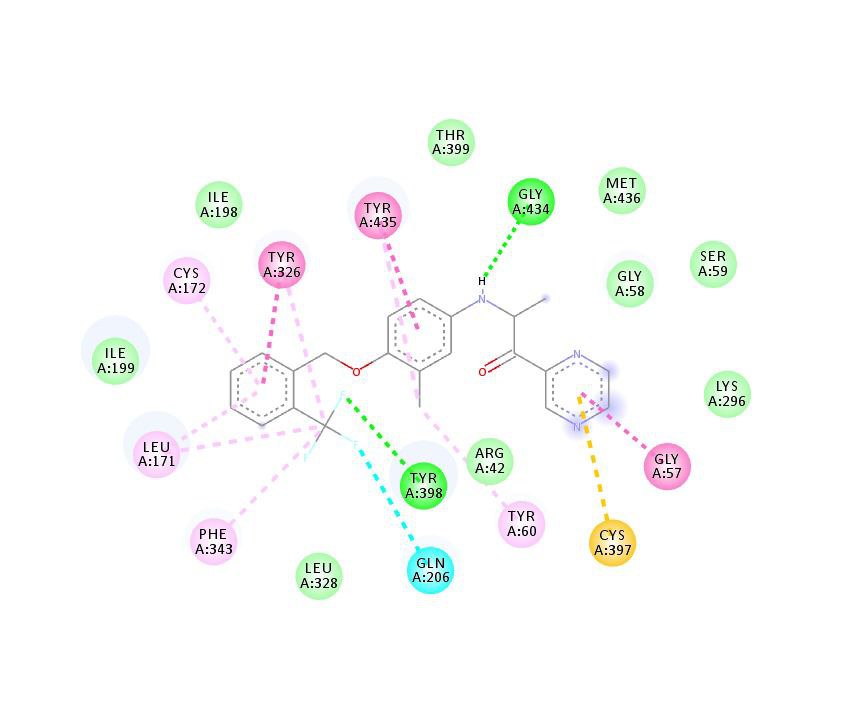 THR
A:399
ILE
A:198
TYR
A:435
GLY
A:434
MET
A:436
CYS
A:172
TYR
A:326
H
N
GLY
A:58
SER
A:59
ILE
A:199
O
O
N
N
LYS
A:296
F
F
F
LEU
A:171
ARG
A:42
TYR
A:398
GLY
A:57
PHE
A:343
TYR
A:60
CYS
A:397
LEU
A:328
GLN
A:206